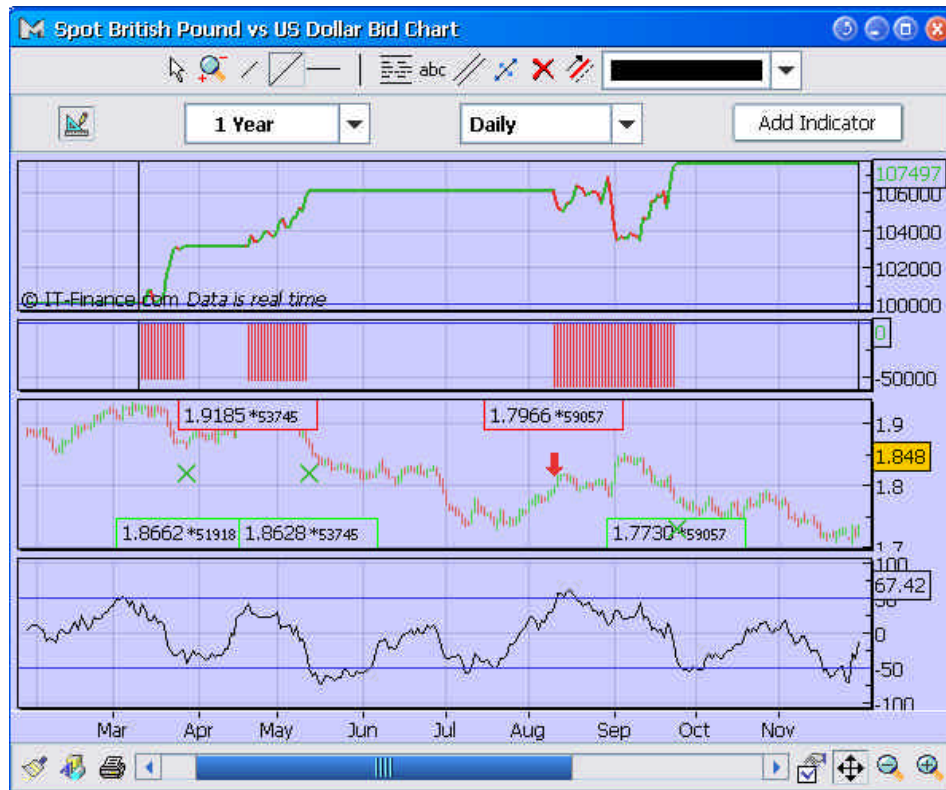 Spot British Pound vs US Dollar Bid Chart
abc
1 Year Daily Add Indicator
107497
106000
104000
102000
© IT-Finance.com Data is real time
100000
0
-50000
1.9185 *53745 1.7966 *59057
1.9
1.848
1.8
1.8662 *51918 1.8628 *53745 1.7730 *59057
1.7
100
67.42
50
0
-50
-100
Mar Apr May Jun Jul Aug Sep Oct Nov